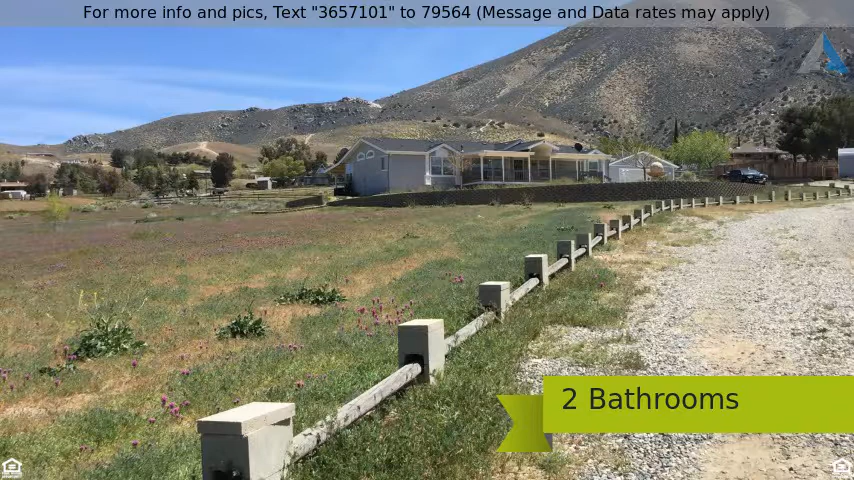 For more info and pics, Text "3657101" to 79564 (Message and Data rates may apply)
2 Bathrooms